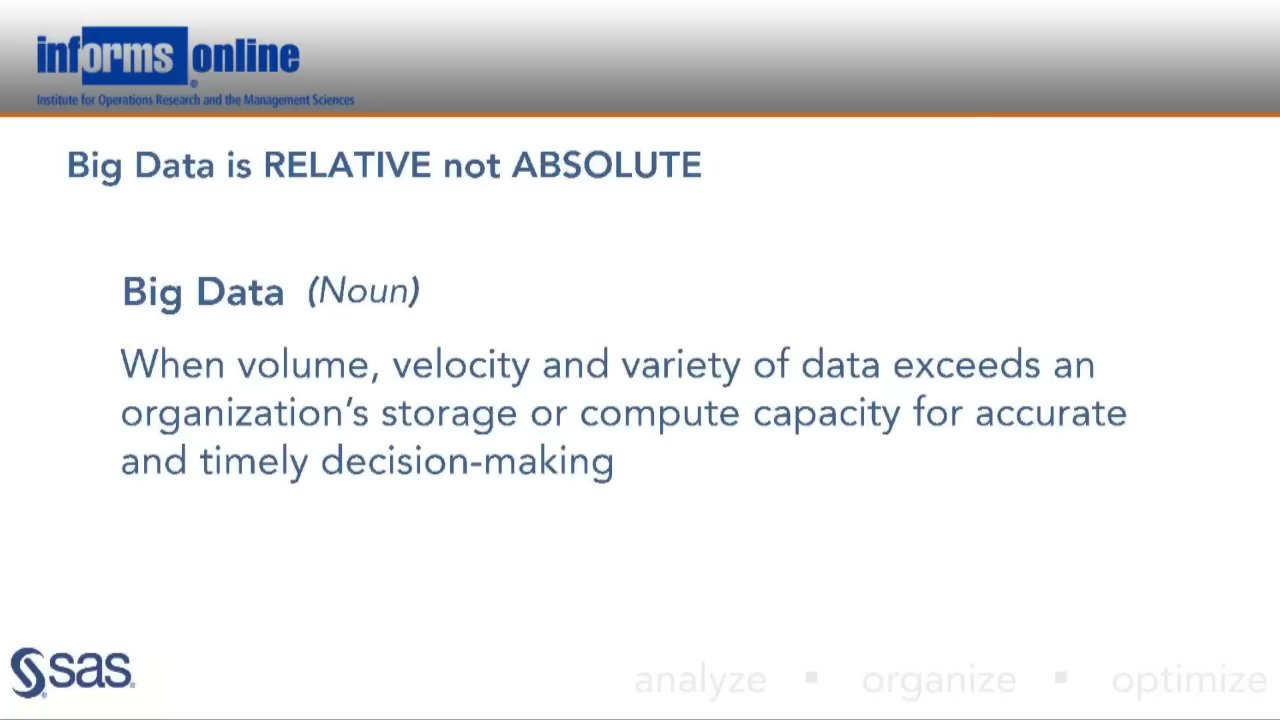 informs online
Institute for Operations Research and the Management Sciences
Big Data is RELATIVE not ABSOLUTE
Big Data (Noun)
When volume, velocity and variety of data exceeds an
organization's storage or compute capacity for accurate
and timely decision-making
sas
analyze ▪ organize ▪ optimize